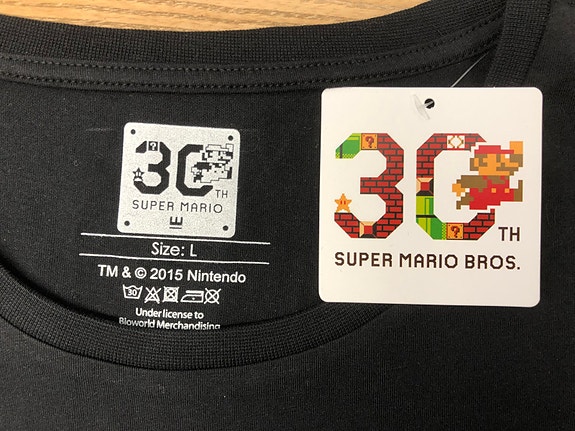 30
TH
SUPER MARIO
Size: L
TM & © 2015 Nintendo
30
Under license to
Bioworld Merchandising
30
TH
SUPER MARIO BROS.